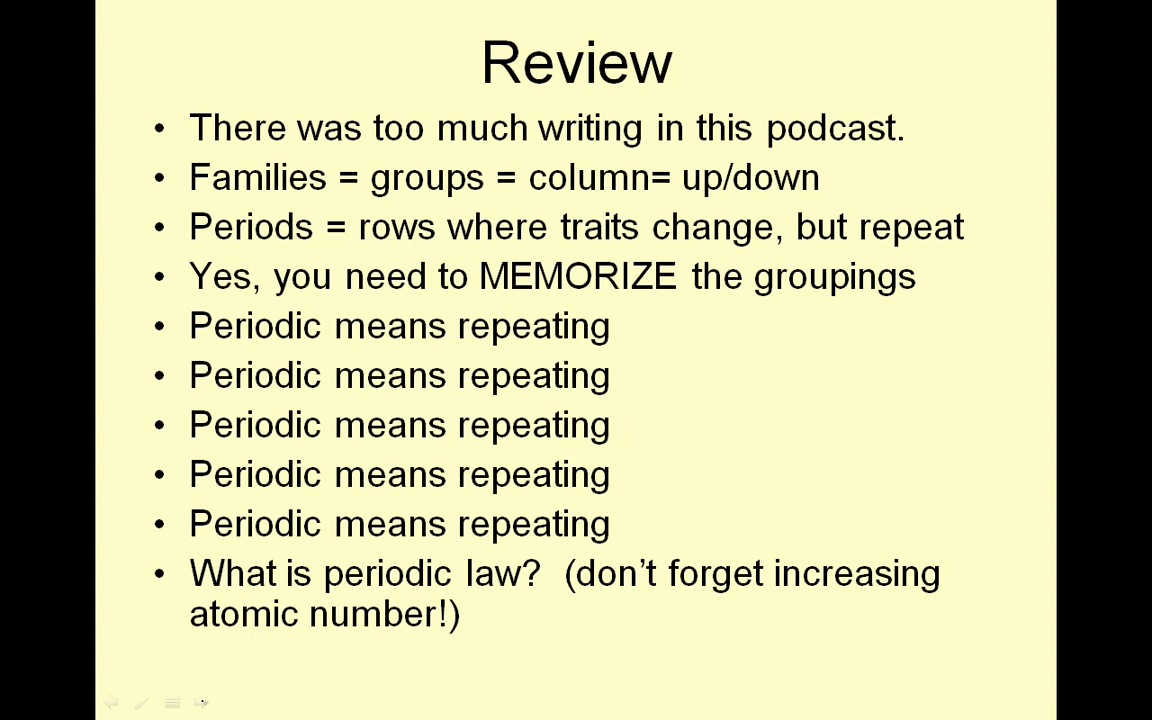 Review
• There was too much writing in this podcast.
• Families = groups = column= up/down
• Periods = rows where traits change, but repeat
• Yes, you need to MEMORIZE the groupings
• Periodic means repeating
• Periodic means repeating
• Periodic means repeating
• Periodic means repeating
• Periodic means repeating
• What is periodic law?  (don’t forget increasing
atomic number!)